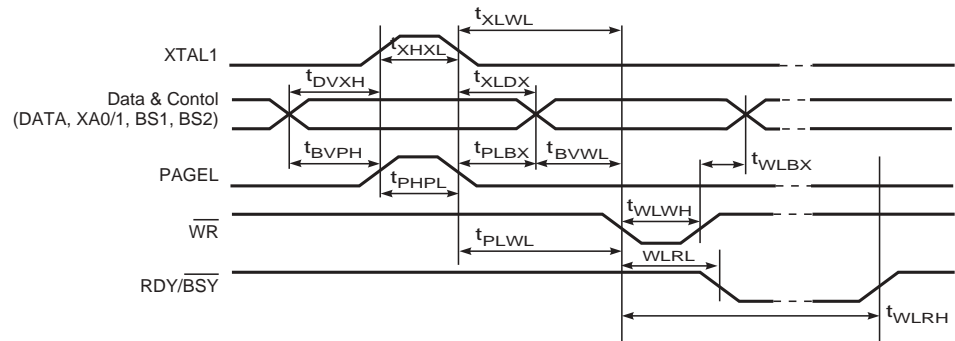 tXLWL
XTAL1
tXHXL
tDVXH
tXLDX
Data & Contol
(DATA, XA0/1, BS1, BS2)
tBVPH
tPLBX
tBVWL
tWLBX
PAGEL
tPHPL
tWLWH
WR
tPLWL
WLRL
RDY/BSY
tWLRH